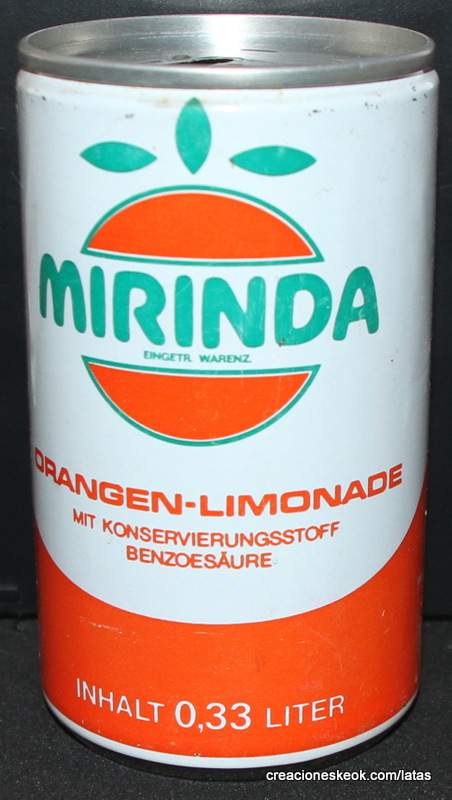 MIRINDA
EINGETR. WARENZ.
ORANGEN-LIMONADE
MIT KONSERVIERUNGSSTOFF
BENZOESÄURE
INHALT 0,33 LITER
creacioneskeok.com/latas